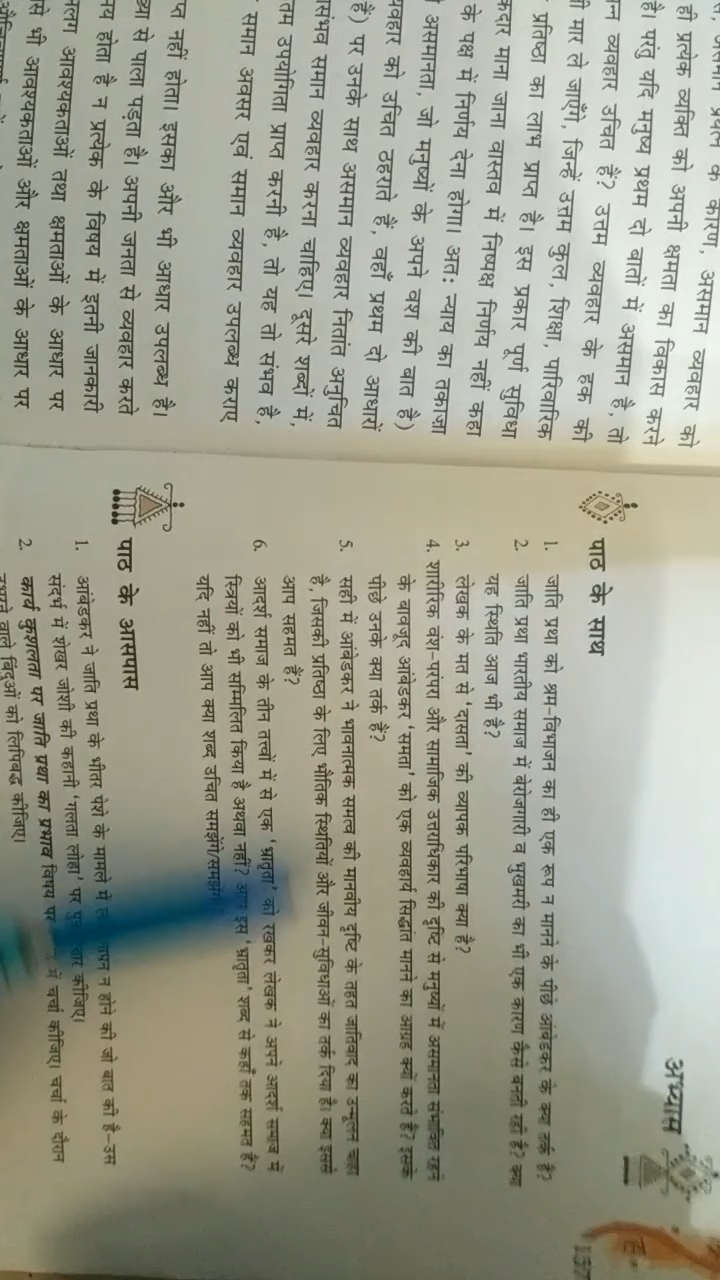 के कारण, असमान व्यवहार को
ही प्रत्येक व्यक्ति को अपनी क्षमता का विकास करने
है। परंतु यदि मनुष्य प्रथम दो बातों में असमान है, तो
व्यवहार उचित है? उत्तम व्यवहार के हक की
मार ले जाएँगे, जिन्हें उत्तम कुल, शिक्षा, पारिवारिक
प्रतिष्ठा का लाभ प्राप्त है। इस प्रकार पूर्ण सुविधा
माना जाना वास्तव में निष्पक्ष निर्णय नहीं कहा
के पक्ष में निर्णय देना होगा। अतः न्याय का तकाज़ा
असमानता, जो मनुष्यों के अपने वश की बात है)
को उचित ठहराते हैं, वहाँ प्रथम दो आधारों
है) पर उनके साथ असमान व्यवहार नितांत अनुचित
समान व्यवहार करना चाहिए। दूसरे शब्दों में,
उपयोगिता प्राप्त करनी है, तो यह तो संभव है,
समान अवसर एवं समान व्यवहार उपलब्ध कराए
नहीं होता। इसका और भी आधार उपलब्ध है।
से पाला पड़ता है। अपनी जनता से व्यवहार करते
होता है न प्रत्येक के विषय में इतनी जानकारी
आवश्यकताओं तथा क्षमताओं के आधार पर
से भी आवश्यकताओं और क्षमताओं के आधार पर
अभ्यास
157
पाठ के साथ
1. जाति प्रथा को श्रम-विभाजन का ही एक रूप न मानने के पीछे आंबेडकर के क्या तर्क हैं?
2. जाति प्रथा भारतीय समाज में बेरोजगारी व भुखमरी का भी एक कारण कैसे बनती रही है? क्या
यह स्थिति आज भी है?
3. लेखक के मत से 'दासता' की व्यापक परिभाषा क्या है?
4. शारीरिक वंश-परंपरा और सामाजिक उत्तराधिकार की दृष्टि से मनुष्यों में असमानता संभावित रहने
के बावजूद आंबेडकर 'समता' को एक व्यवहार्य सिद्धांत मानने का आग्रह क्यों करते हैं? इसके
पीछे उनके क्या तर्क हैं?
5. सही में आंबेडकर ने भावनात्मक समत्व की मानवीय दृष्टि के तहत जातिवाद का उन्मूलन चाहा
है, जिसकी प्रतिष्ठा के लिए भौतिक स्थितियों और जीवन-सुविधाओं का तर्क दिया है। क्या इससे
आप सहमत हैं?
6. आदर्श समाज के तीन तत्त्वों में से एक 'भ्रातृता' को रखकर लेखक ने अपने आदर्श समाज में
स्त्रियों को भी सम्मिलित किया है अथवा नहीं? आप इस 'भ्रातृता' शब्द से कहाँ तक सहमत हैं?
यदि नहीं तो आप क्या शब्द उचित समझेंगे/
पाठ के आसपास
1. आंबेडकर ने जाति प्रथा के भीतर पेशे के मामले में न होने की जो बात की है—उस
संदर्भ में शेखर जोशी की कहानी 'गलता लोहा' पर कीजिए।
2. कार्य कुशलता पर जाति प्रथा का प्रभाव विषय पर में चर्चा कीजिए। चर्चा के दौरान
वाले बिंदुओं को लिपिबद्ध कीजिए।